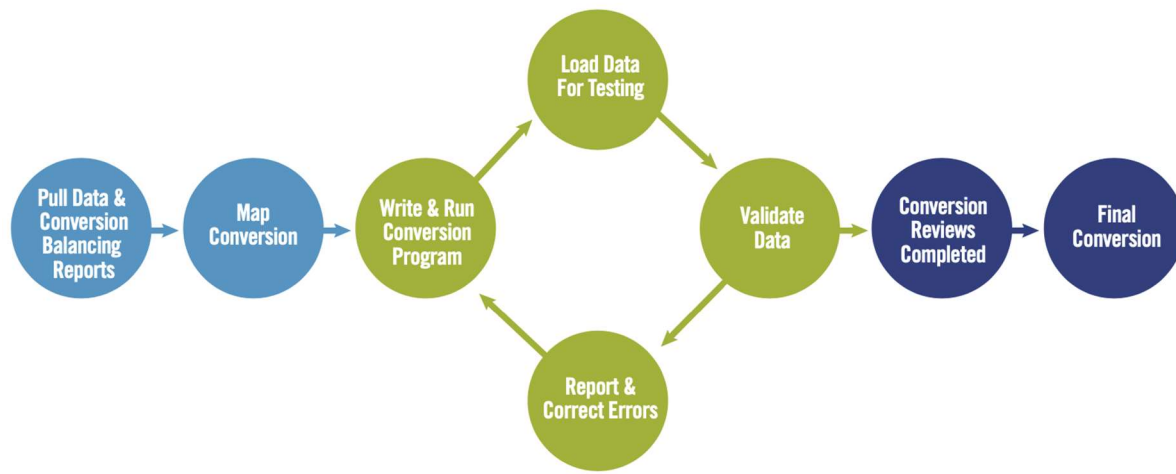 Pull Data &
Conversion
Balancing
Reports
Map
Conversion
Write & Run
Conversion
Program
Load Data
For Testing
Validate
Data
Report &
Correct Errors
Conversion
Reviews
Completed
Final
Conversion